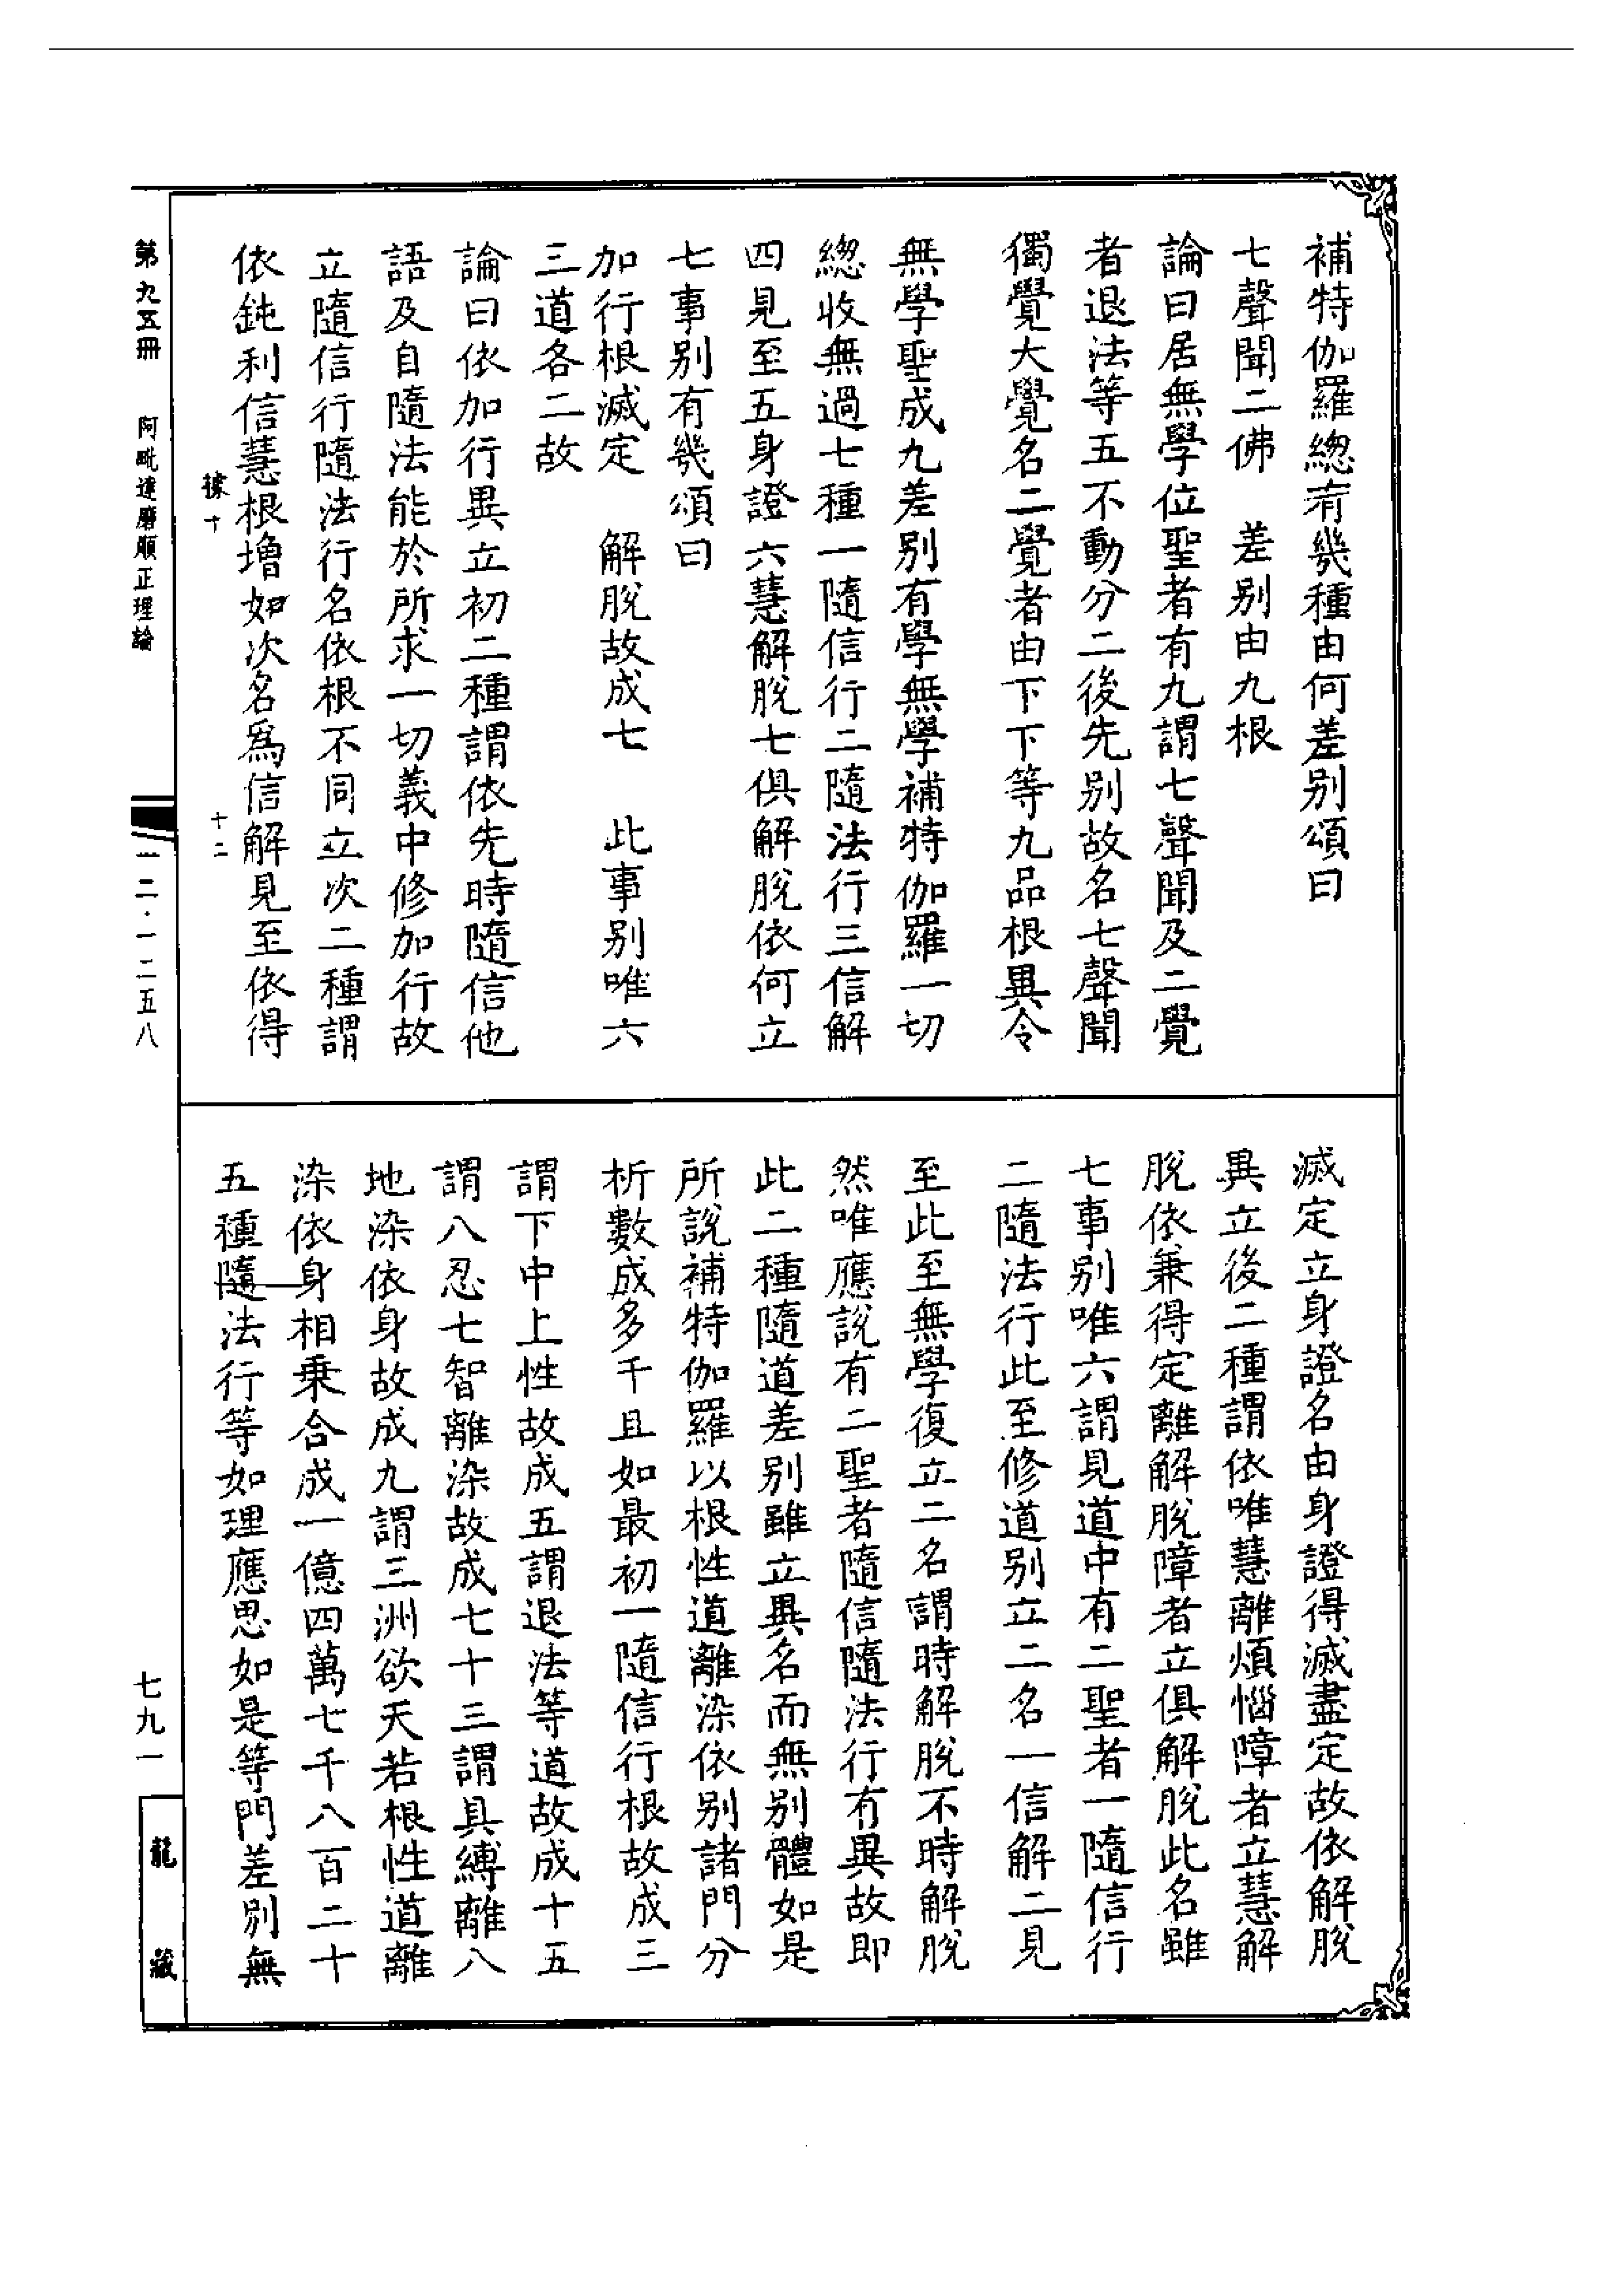 補特伽羅緫有幾種由何差别頌曰
七聲聞二佛　差别由九根
論曰居無學位聖者有九謂七聲聞及二覺
者退法等五不動分二後先别故名七聲聞
獨覺大覺名二覺者由下下等九品根異令
無學聖成九差别有學無學補特伽羅一切
緫收無過七種一隨信行二隨法行三信解
四見至五身證六慧解脫七俱解脫依何立
七事别有幾頌曰
加行根滅定　解脫故成七　此事别唯六
三道各二故
論曰依加行異立初二種謂依先時隨信他
語及自隨法能於所求一切義中修加行故
立隨信行隨法行名依根不同立次二種謂
依鈍利信慧根增如次名爲信解見至依得
滅定立身證名由身證得滅盡定故依解脫
異立後二種謂依唯慧離煩惱障者立慧解
脫依兼得定離解脫障者立俱解脫此名雖
七事别唯六謂見道中有二聖者一隨信行
二隨法行此至修道别立二名一信解二見
至此至無學復立二名謂時解脫不時解脫
然唯應說有二聖者隨信隨法行有異故即
此二種隨道差别雖立異名而無别體如是
所說補特伽羅以根性道離染依别諸門分
析數成多千且如最初一隨信行根故成三
謂下中上性故成五謂退法等道故成十五
謂八忍七智離染故成七十三謂具縛離八
地染依身故成九謂三洲欲天若根性道離
染依身相乗合成一億四萬七千八百二十
五種隨法行等如理應思如是等門差别無
第九五冊　阿毗達磨順正理論
據十　十二
一二·一二五八
七九一
龍藏